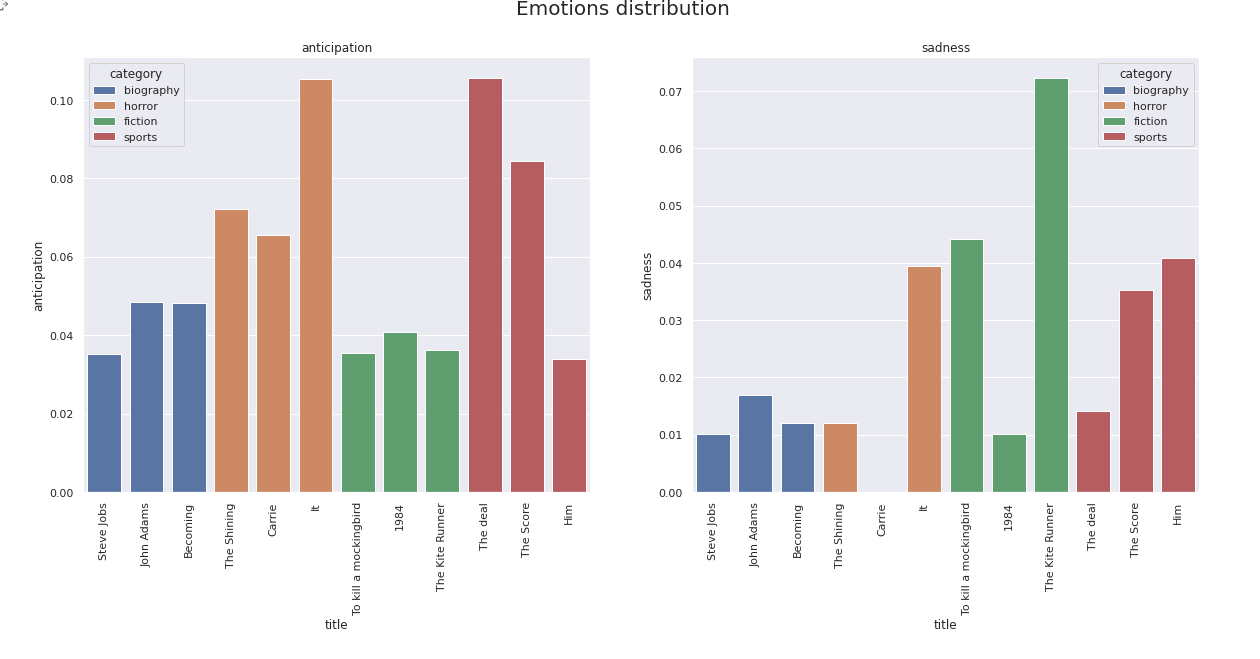 Emotions distribution
anticipation
category
biography
horror
fiction
sports
anticipation
0.10
0.08
0.06
0.04
0.02
0.00
Steve Jobs
John Adams
Becoming
The Shining
Carrie
It
To kill a mockingbird
1984
The Kite Runner
The deal
The Score
Him
title
sadness
category
biography
horror
fiction
sports
sadness
0.07
0.06
0.05
0.04
0.03
0.02
0.01
0.00
Steve Jobs
John Adams
Becoming
The Shining
Carrie
It
To kill a mockingbird
1984
The Kite Runner
The deal
The Score
Him
title